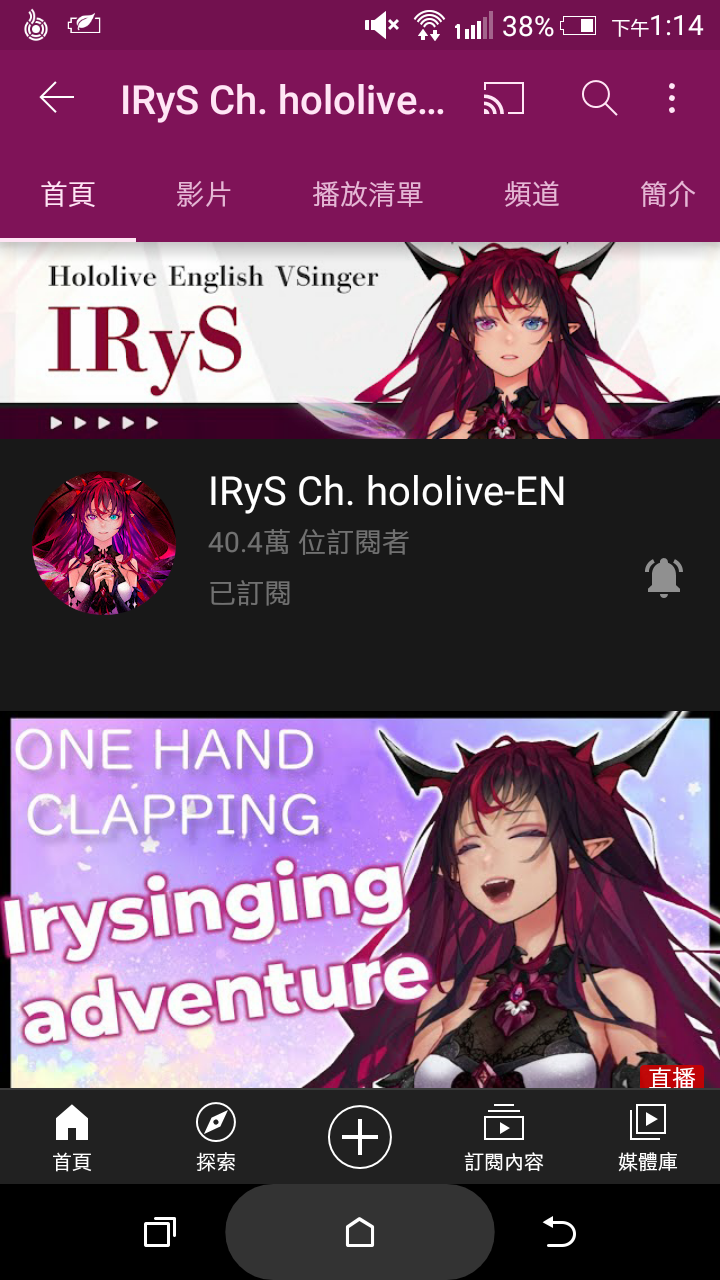 38% 下午1:14
IRyS Ch. hololive...
首頁 影片 播放清單 頻道 簡介
Hololive English VSinger
IRyS
IRyS Ch. hololive-EN
40.4萬 位訂閱者
已訂閱
ONE HAND
CLAPPING
Irysinging
adventure
直播
首頁 探索 訂閱內容 媒體庫